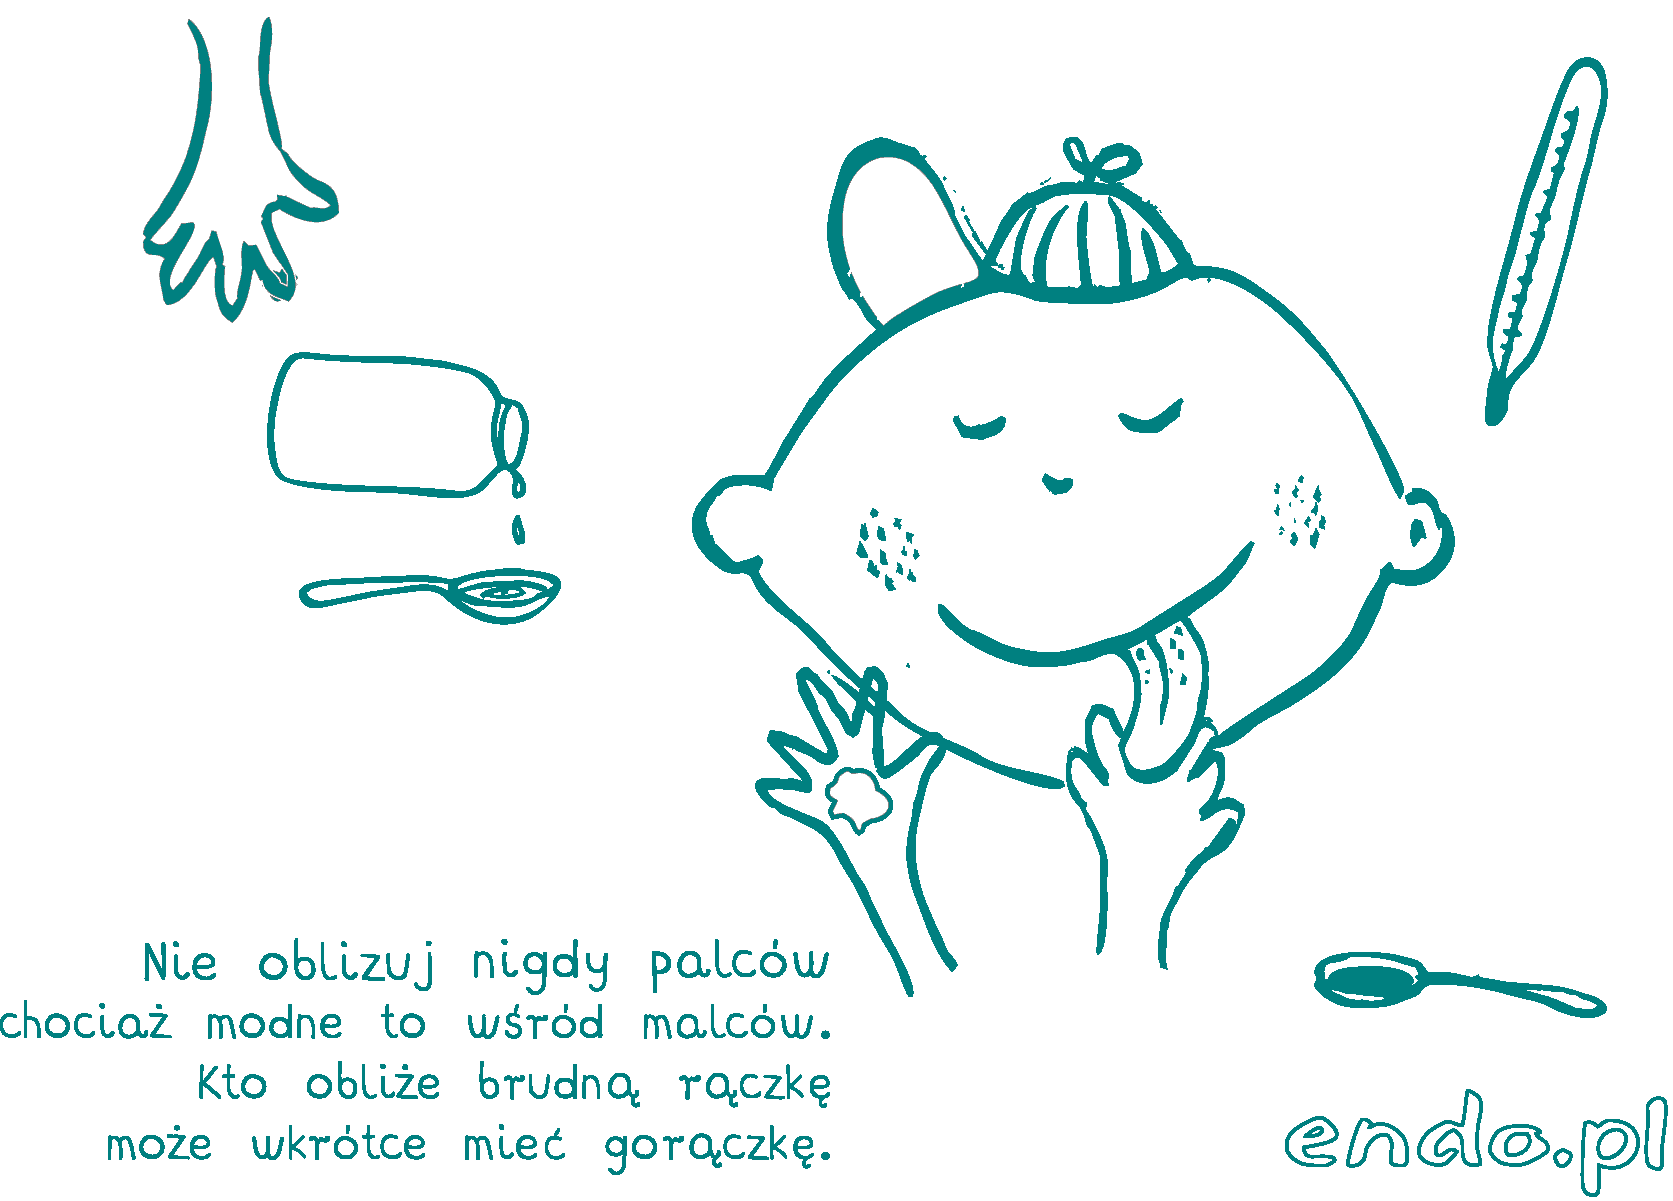 Nie oblizuj nigdy palców
chociaż modne to wśród malców.
Kto obliże brudną rączkę
może wkrótce mieć gorączkę.
endo.pl